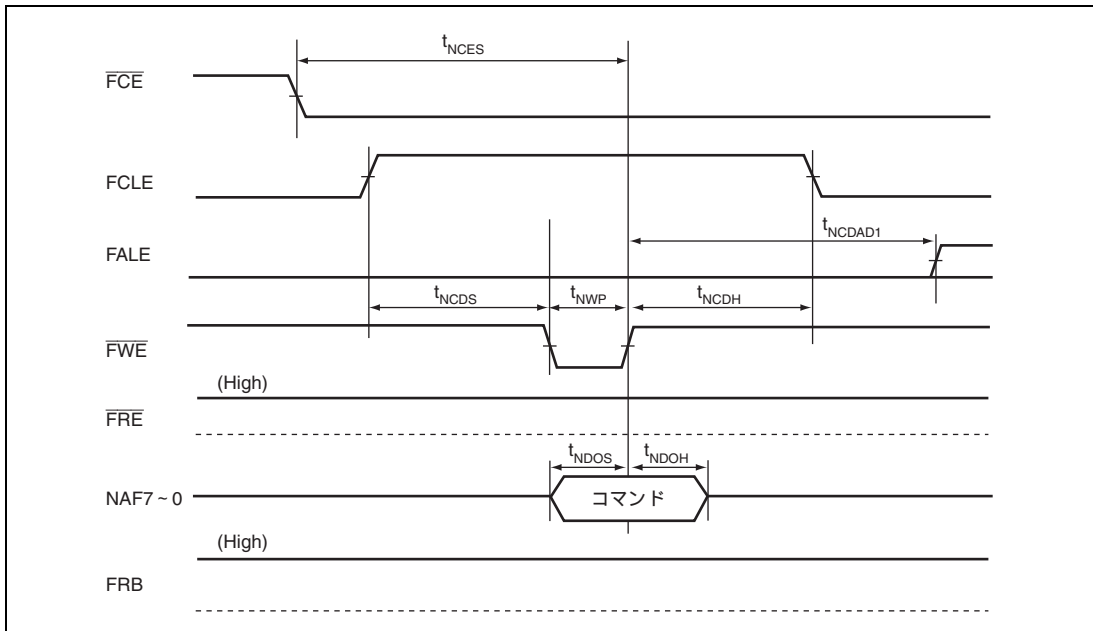 tNCES
FCE
FCLE
tNCDAD1
FALE
tNCDS tNWP tNCDH
FWE
(High)
FRE
tNDOS tNDOH
NAF7 ~ 0 コマンド
(High)
FRB